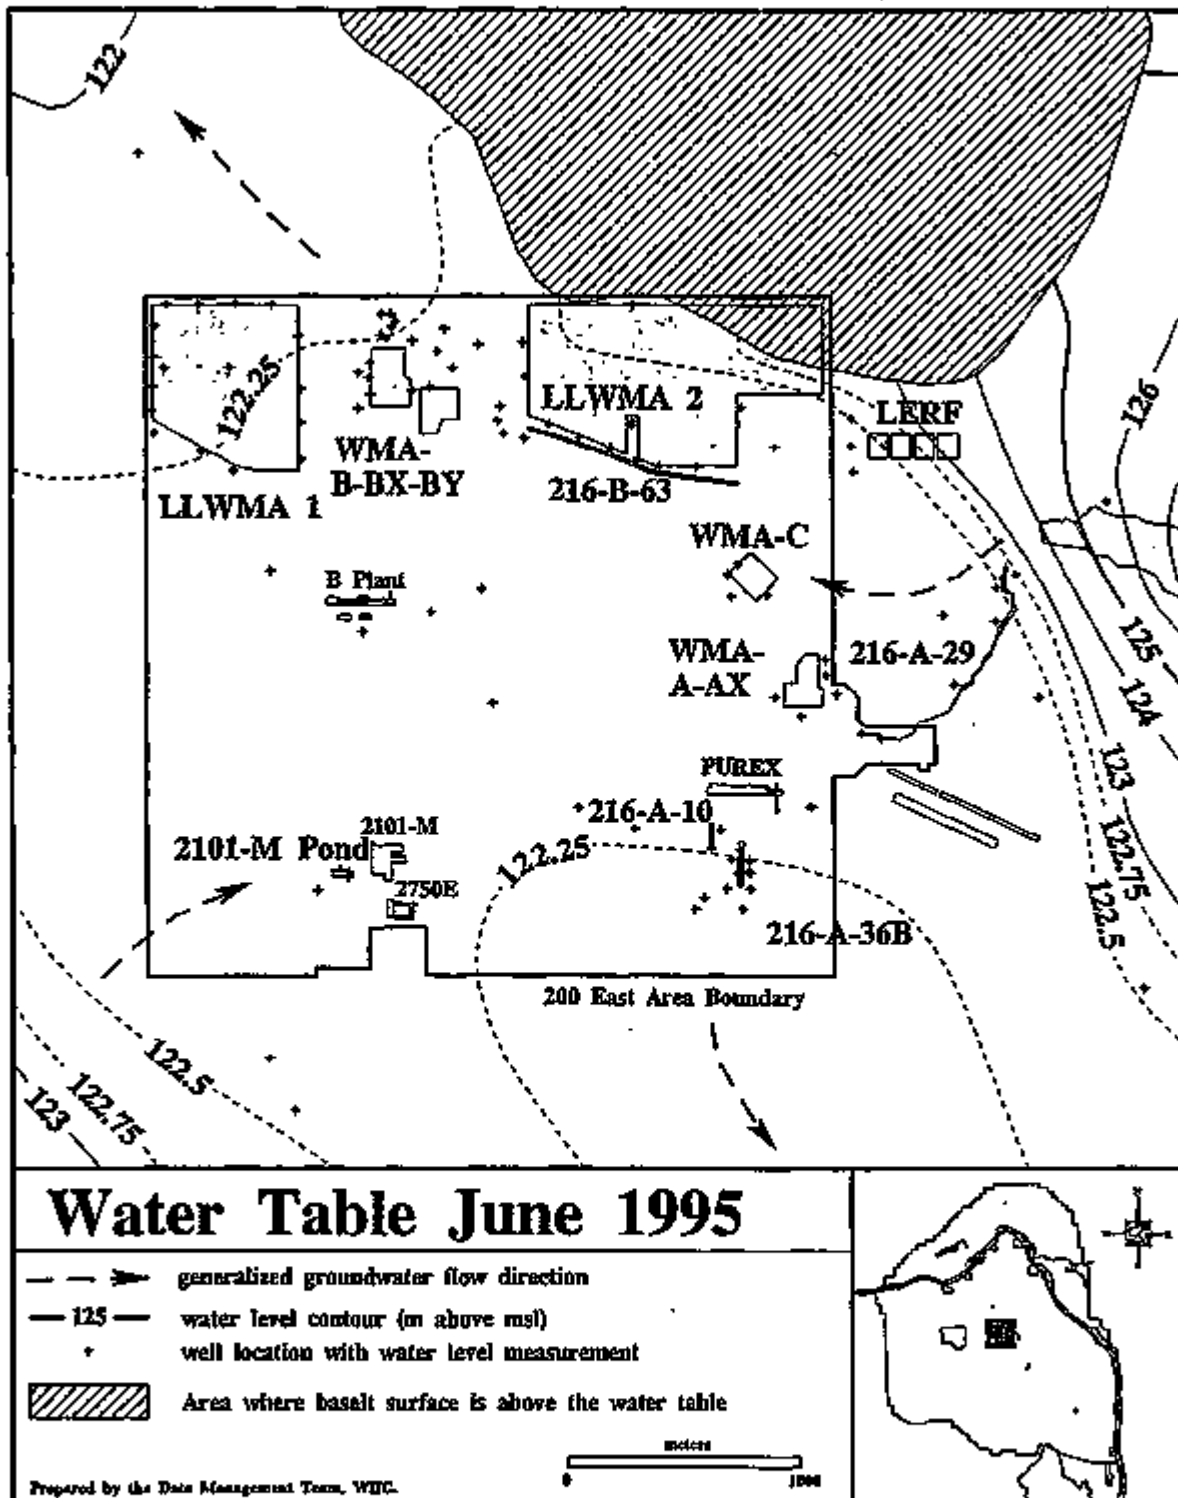 122
122.25
LLWMA 2
LERF
126
WMA-
B-BX-BY
216-B-63
LLWMA 1
WMA-C
B Plant
125
WMA-
A-AX
216-A-29
124
123
PUREX
216-A-10
2101-M
2101-M Pond
122.25
122.75
2750E
122.5
216-A-36B
200 East Area Boundary
122.5
122.75
123
Water Table June 1995
generalized groundwater flow direction
125
water level contour (m above msl)
well location with water level measurement
Area where basalt surface is above the water table
meters
0 1000
Prepared by the Data Management Team, WHC.